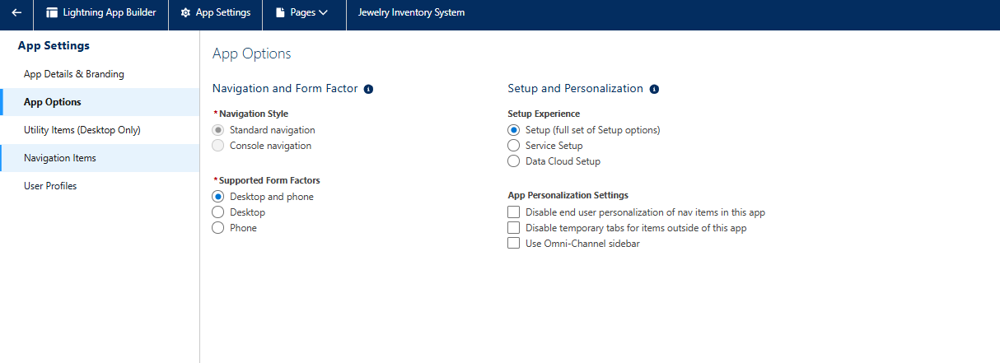 Lightning App Builder
App Settings
Pages
Jewelry Inventory System
App Settings
App Details & Branding
App Options
Utility Items (Desktop Only)
Navigation Items
User Profiles
App Options
Navigation and Form Factor
*Navigation Style
Standard navigation
Console navigation
*Supported Form Factors
Desktop and phone
Desktop
Phone
Setup and Personalization
Setup Experience
Setup (full set of Setup options)
Service Setup
Data Cloud Setup
App Personalization Settings
Disable end user personalization of nav items in this app
Disable temporary tabs for items outside of this app
Use Omni-Channel sidebar